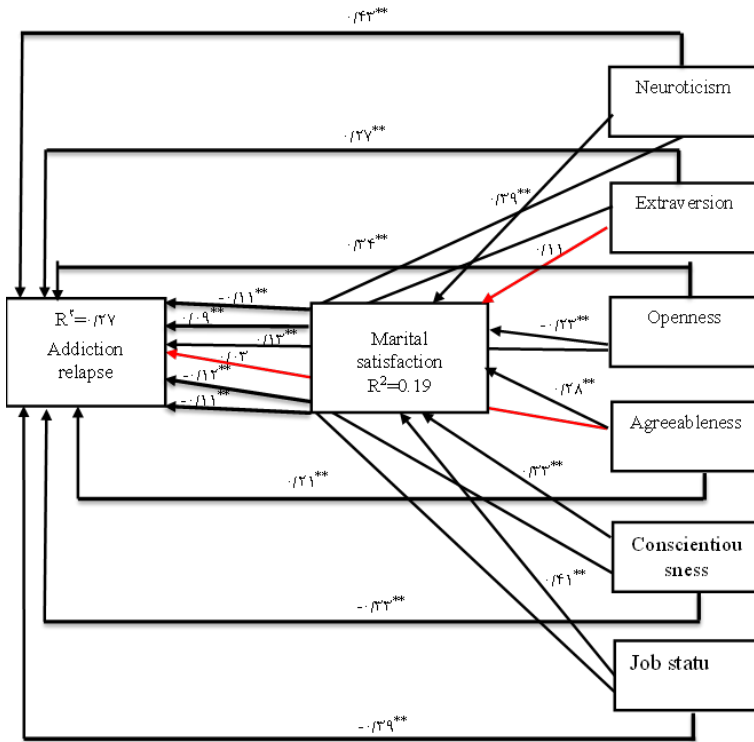 ۰/۴۳**
Neuroticism
۰/۲۷**
۰/۳۹**
Extraversion
۰/۳۴**
۰/۱۱
-۰/۱۱**
۰/۰۹**
۰/۱۳**
۰/۰۳
-۰/۱۲**
-۰/۱۱**
R۲=۰/۲۷
Addiction
relapse
Marital
satisfaction
R2=0.19
-۰/۲۳**
Openness
۰/۲۸**
Agreeableness
۰/۲۱**
۰/۳۳**
Conscientiou
sness
۰/۴۱**
-۰/۳۳**
Job statu
-۰/۳۹**